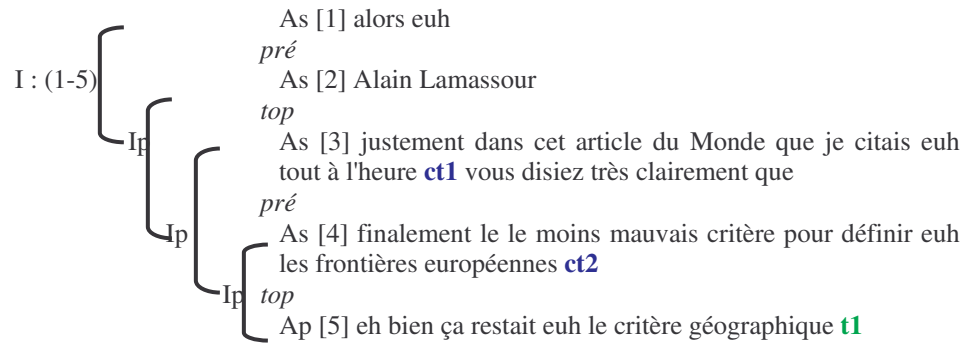 As [1] alors euh
pré
I : (1-5)
As [2] Alain Lamassour
top
Ip
As [3] justement dans cet article du Monde que je citais euh
tout à l'heure ct1 vous disiez très clairement que
pré
Ip
As [4] finalement le le moins mauvais critère pour définir euh
les frontières européennes ct2
Ip top
Ap [5] eh bien ça restait euh le critère géographique t1